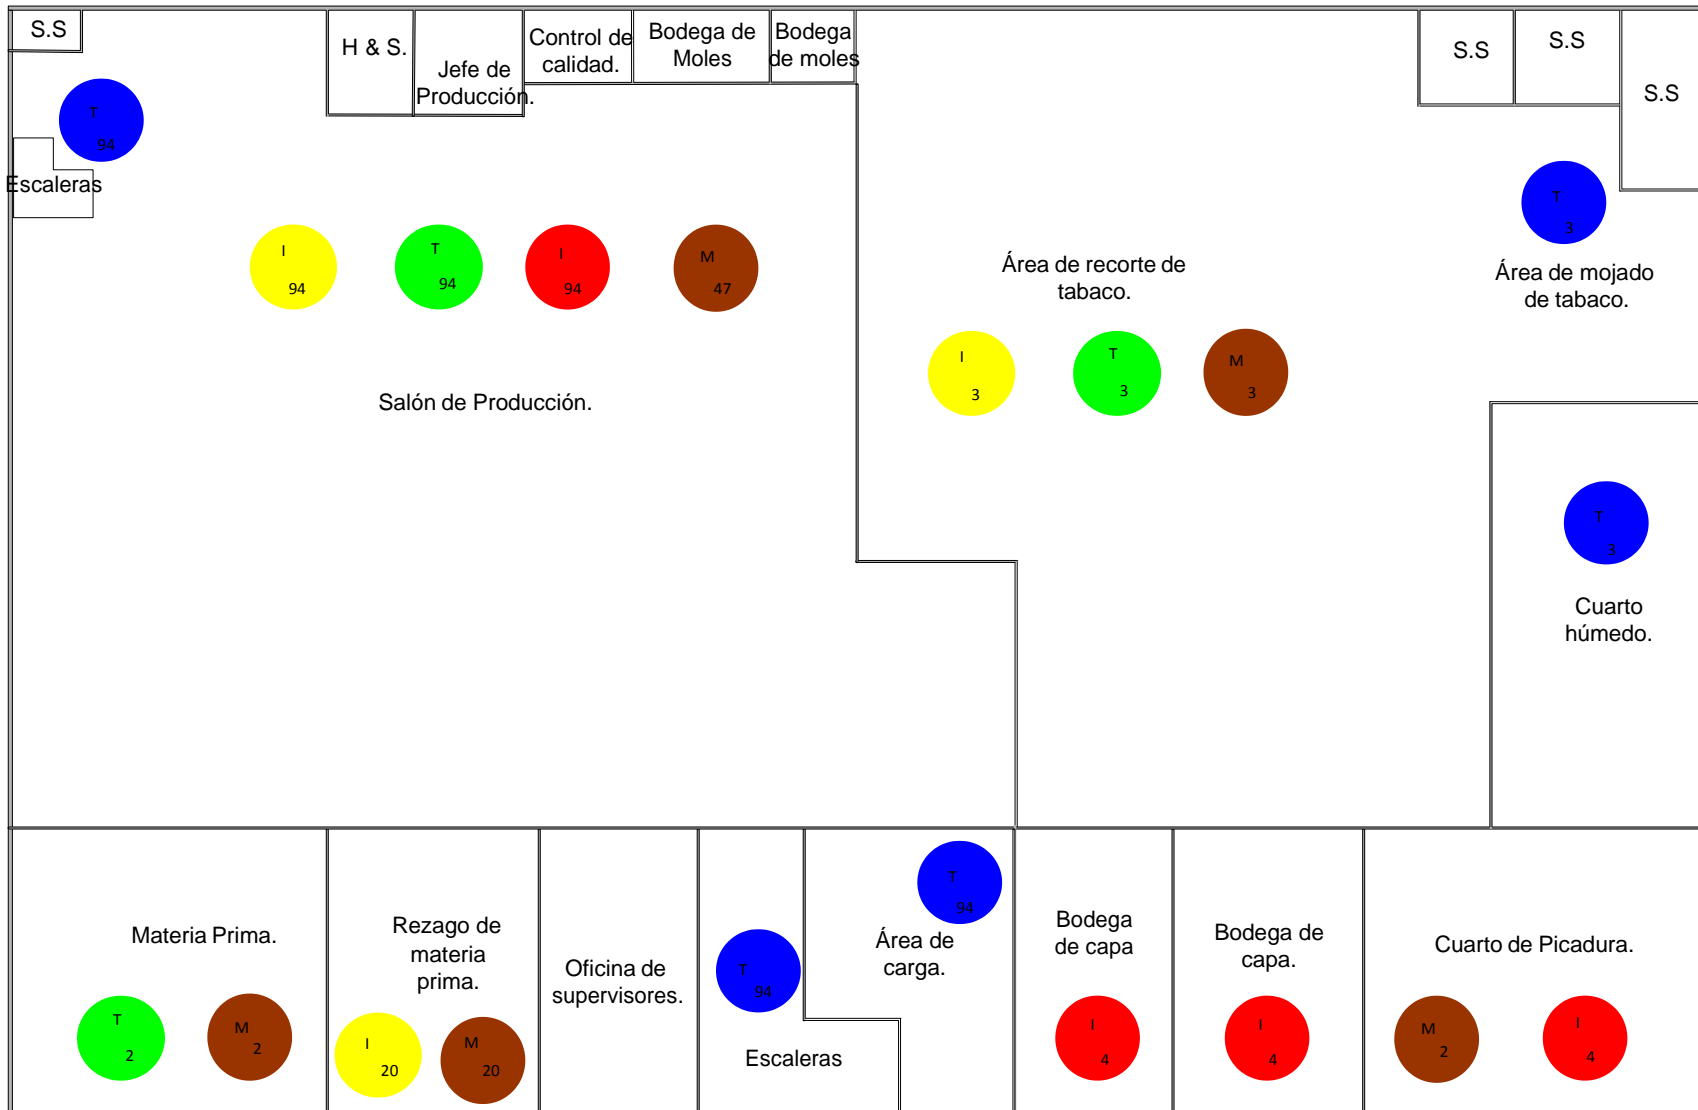 S.S
H & S.
Jefe de
Producción.
Control de
calidad.
Bodega de
Moles
Bodega
de moles
S.S
S.S
S.S
T
94
Escaleras
I
94
T
94
I
94
M
47
Salón de Producción.
Área de recorte de
tabaco.
I
3
T
3
M
3
T
3
Área de mojado
de tabaco.
T
3
Cuarto
húmedo.
Materia Prima.
T
2
M
2
Rezago de
materia
prima.
I
20
M
20
Oficina de
supervisores.
T
94
Escaleras
T
94
Área de
carga.
Bodega
de capa
I
4
Bodega de
capa.
I
4
Cuarto de Picadura.
M
2
I
4